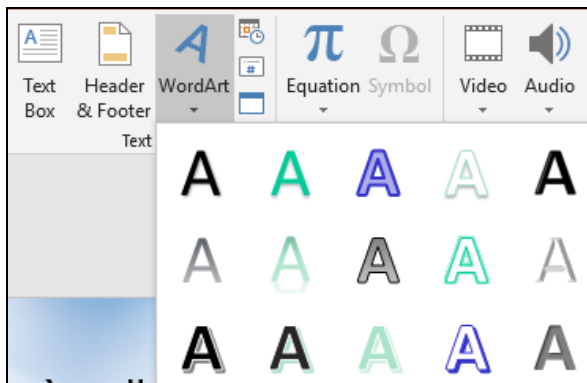 Text Box
Header & Footer
WordArt
Equation
Symbol
Video
Audio
Text
A A A A A
A A A A A
A A A A A